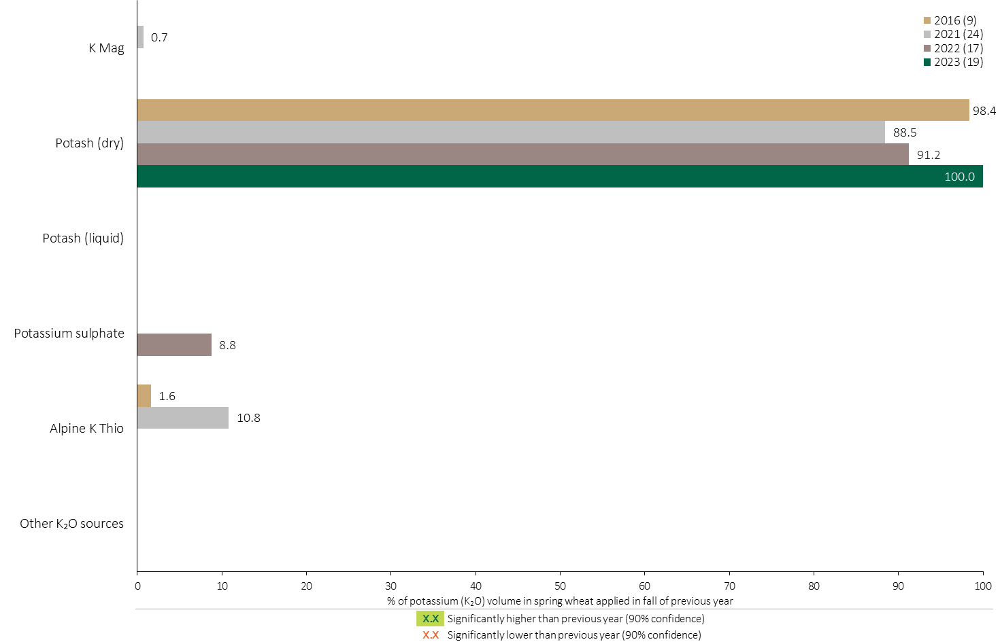 2016 (9)
2021 (24)
2022 (17)
2023 (19)
K Mag
0.7
Potash (dry)
98.4
88.5
91.2
100.0
Potash (liquid)
Potassium sulphate
8.8
Alpine K Thio
1.6
10.8
Other K₂O sources
0 10 20 30 40 50 60 70 80 90 100
% of potassium (K₂O) volume in spring wheat applied in fall of previous year
X.X Significantly higher than previous year (90% confidence)
X.X Significantly lower than previous year (90% confidence)